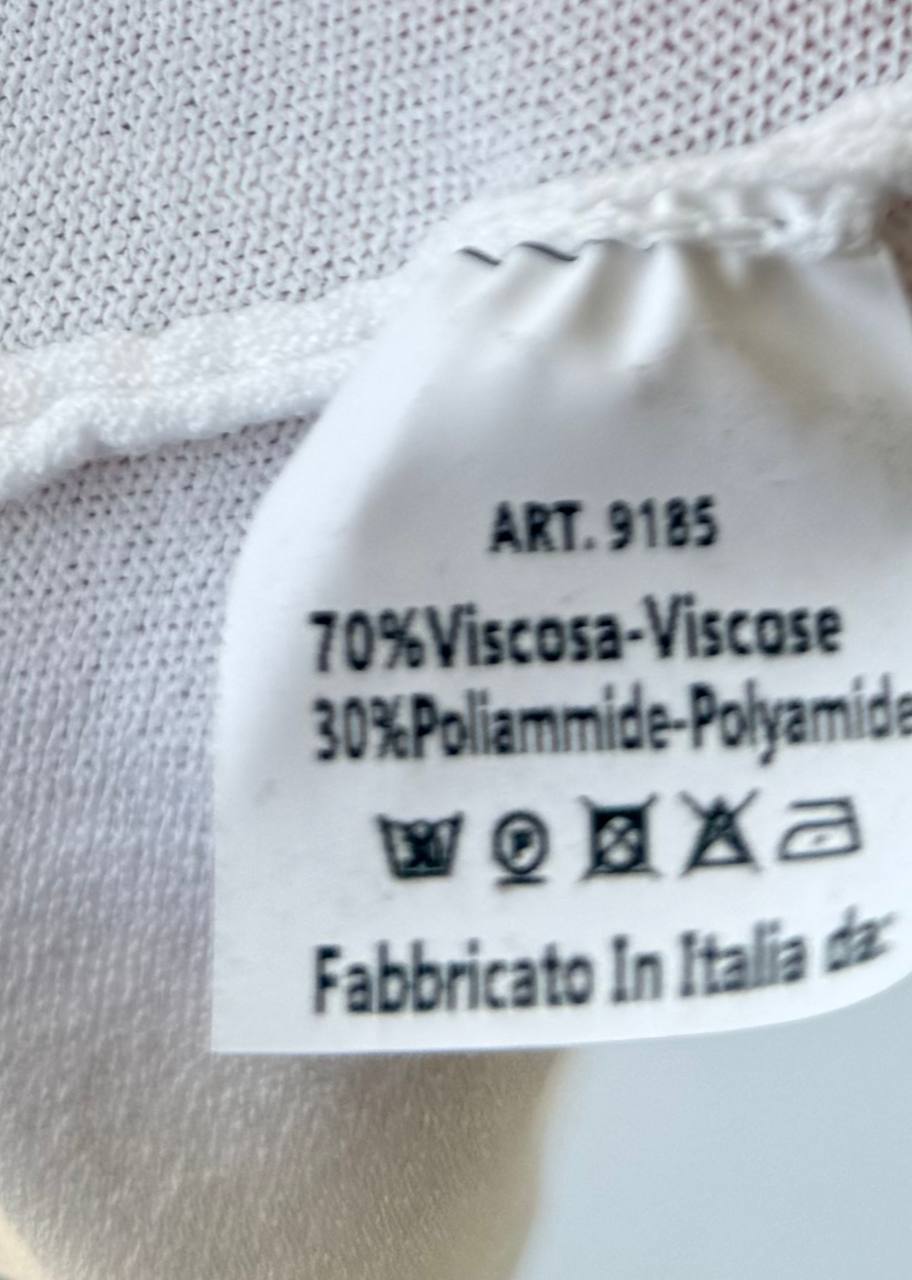 ART. 9185
70%Viscosa-Viscose
30%Poliammide-Polyamide
P
Fabbricato In Italia da: